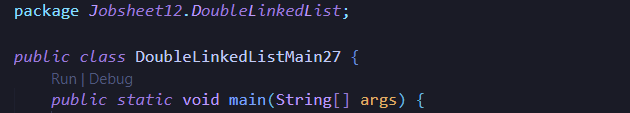 package Jobsheet12.DoubleLinkedList;
public class DoubleLinkedListMain27 {
Run | Debug
public static void main(String[] args) {